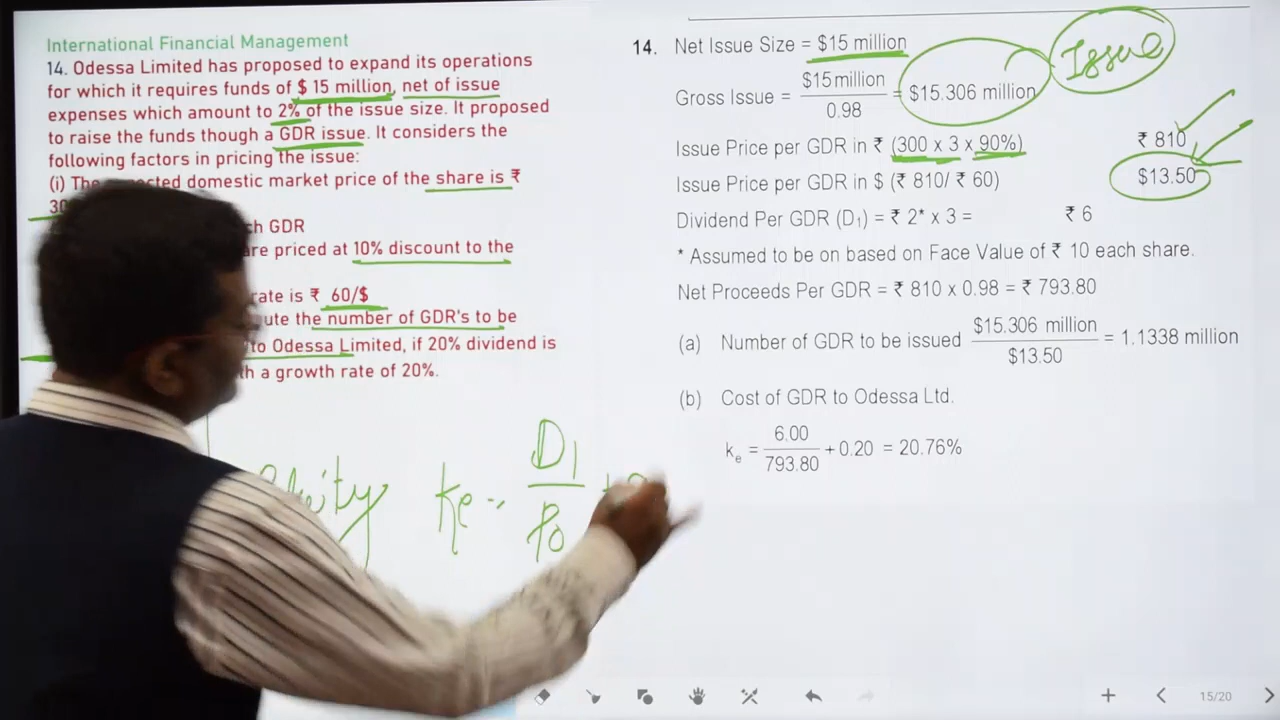 International Financial Management
14. Odessa Limited has proposed to expand its operations
for which it requires funds of $ 15 million, net of issue
expenses which amount to 2% of the issue size. It proposed
to raise the funds though a GDR issue. It considers the
following factors in pricing the issue:
(i) The domestic market price of the share is ₹
GDR
priced at 10% discount to the
rate is ₹ 60/$
the number of GDR's to be
to Odessa Limited, if 20% dividend is
a growth rate of 20%.
Ke
D1
P0
14. Net Issue Size = $15 million
Gross Issue = $15 million / 0.98 = $15.306 million
Issue
Issue Price per GDR in ₹ (300 x 3 x 90%) ₹ 810
Issue Price per GDR in $ (₹ 810/ ₹ 60) $13.50
Dividend Per GDR (D1) = ₹ 2* x 3 = ₹ 6
* Assumed to be on based on Face Value of ₹ 10 each share.
Net Proceeds Per GDR = ₹ 810 x 0.98 = ₹ 793.80
(a) Number of GDR to be issued $15.306 million / $13.50 = 1.1338 million
(b) Cost of GDR to Odessa Ltd.
ke = 6.00 / 793.80 + 0.20 = 20.76%
15/20